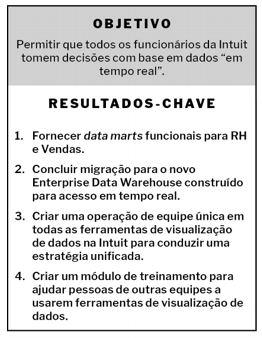 OBJETIVO
Permitir que todos os funcionários da Intuit
tomem decisões com base em dados “em
tempo real”.
RESULTADOS-CHAVE
1. Fornecer data marts funcionais para RH
e Vendas.
2. Concluir migração para o novo
Enterprise Data Warehouse construído
para acesso em tempo real.
3. Criar uma operação de equipe única em
todas as ferramentas de visualização
de dados na Intuit para conduzir uma
estratégia unificada.
4. Criar um módulo de treinamento para
ajudar pessoas de outras equipes a
usarem ferramentas de visualização de
dados.